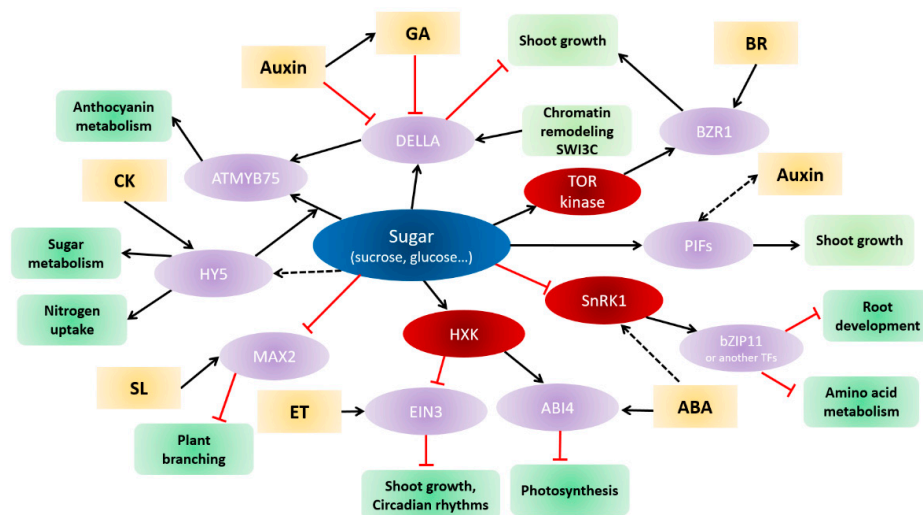 GA
Shoot growth
BR
Auxin
Anthocyanin
metabolism
Chromatin
remodeling
SWI3C
DELLA
BZR1
ATMYB75
CK
TOR
kinase
Auxin
Sugar
(sucrose, glucose...)
PIFs
Shoot growth
Sugar
metabolism
HY5
Nitrogen
uptake
SnRK1
Root
development
HXK
bZIP11
or another TFs
MAX2
SL
ET
EIN3
ABI4
ABA
Amino acid
metabolism
Plant
branching
Shoot growth,
Circadian rhythms
Photosynthesis